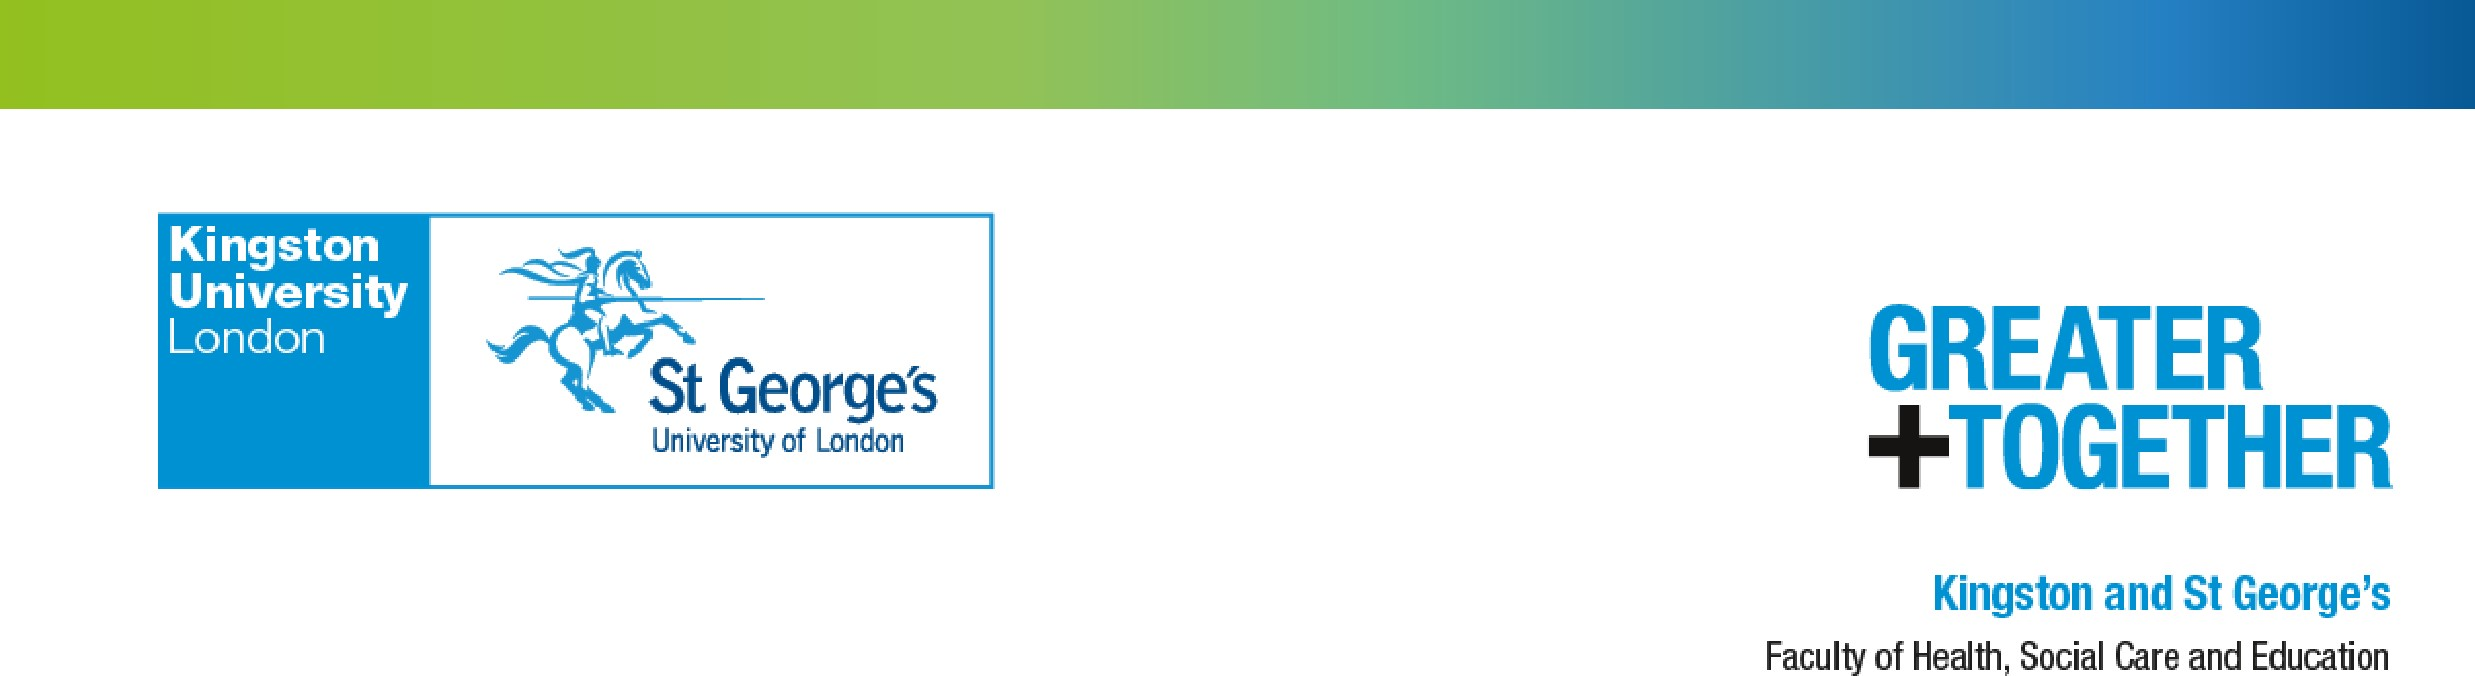 Kingston
University
London
St George's
University of London
GREATER
+TOGETHER
Kingston and St George’s
Faculty of Health, Social Care and Education